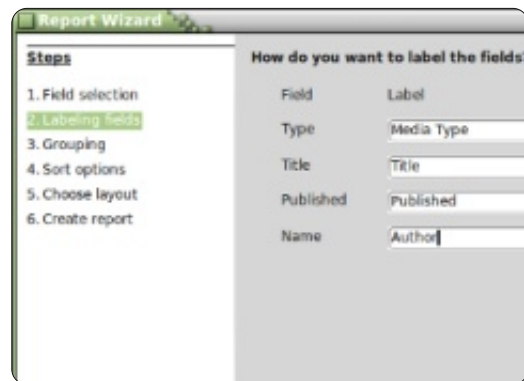 Report Wizard
Steps
1. Field selection
2. Labeling fields
3. Grouping
4. Sort options
5. Choose layout
6. Create report
How do you want to label the fields?
Field Label
Type Media Type
Title Title
Published Published
Name Author